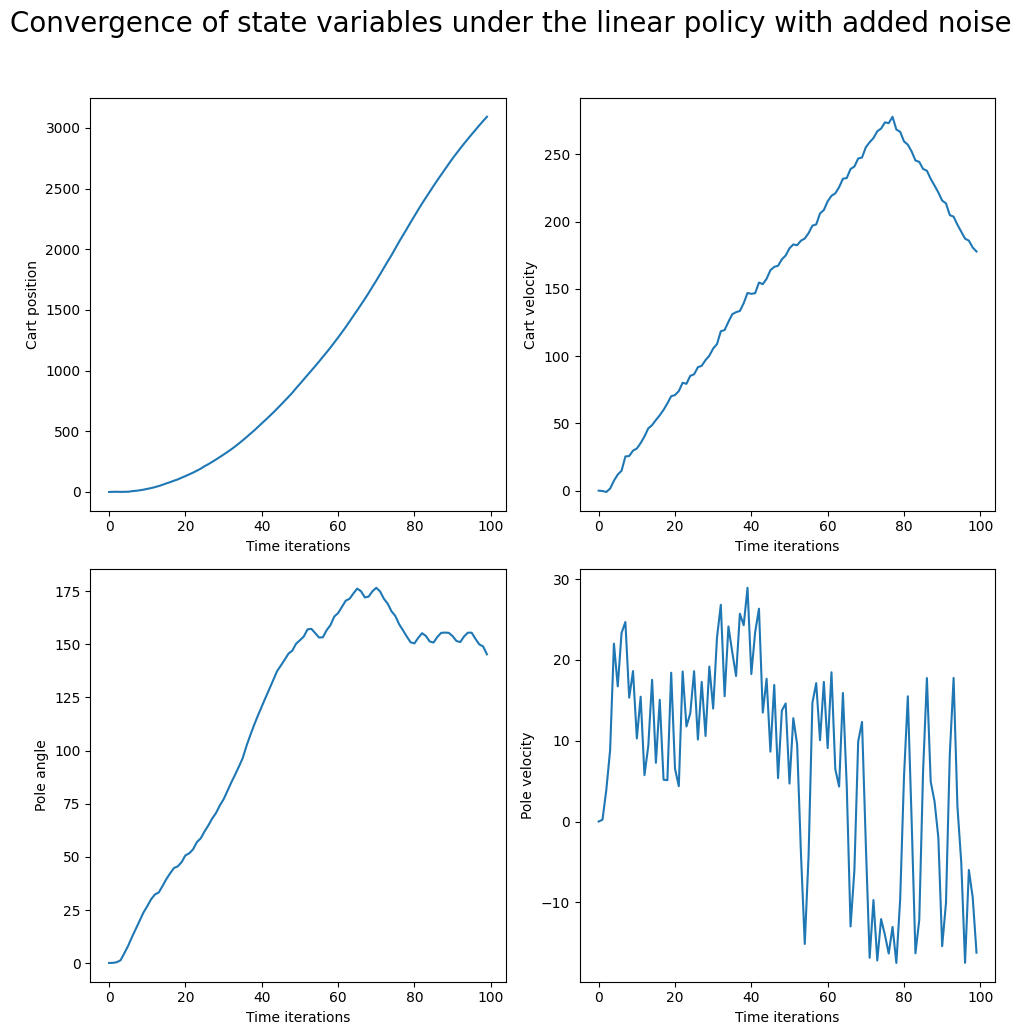 Convergence of state variables under the linear policy with added noise
3000
2500
2000
1500
1000
500
0
Cart position
0 20 40 60 80 100
Time iterations
250
200
150
100
50
0
Cart velocity
0 20 40 60 80 100
Time iterations
175
150
125
100
75
50
25
0
Pole angle
0 20 40 60 80 100
Time iterations
30
20
10
0
−10
Pole velocity
0 20 40 60 80 100
Time iterations